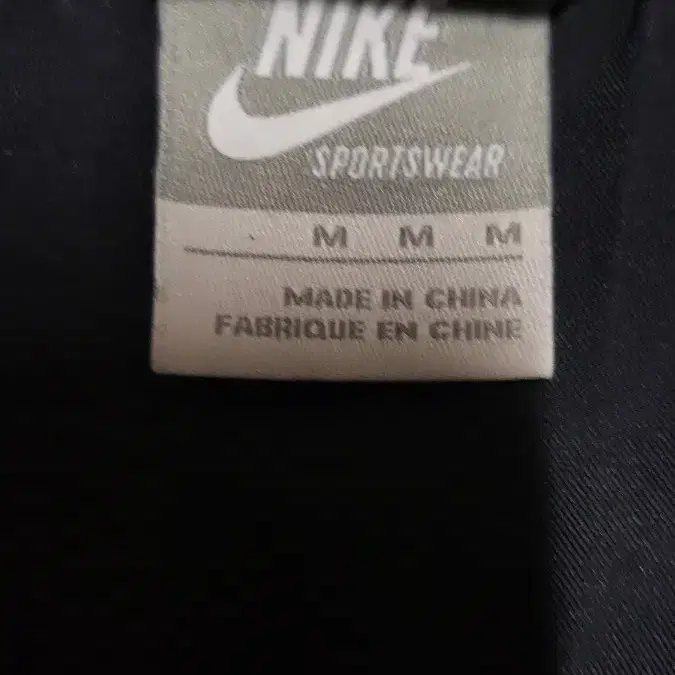 NIKE
SPORTSWEAR
M M M
MADE IN CHINA
FABRIQUE EN CHINE